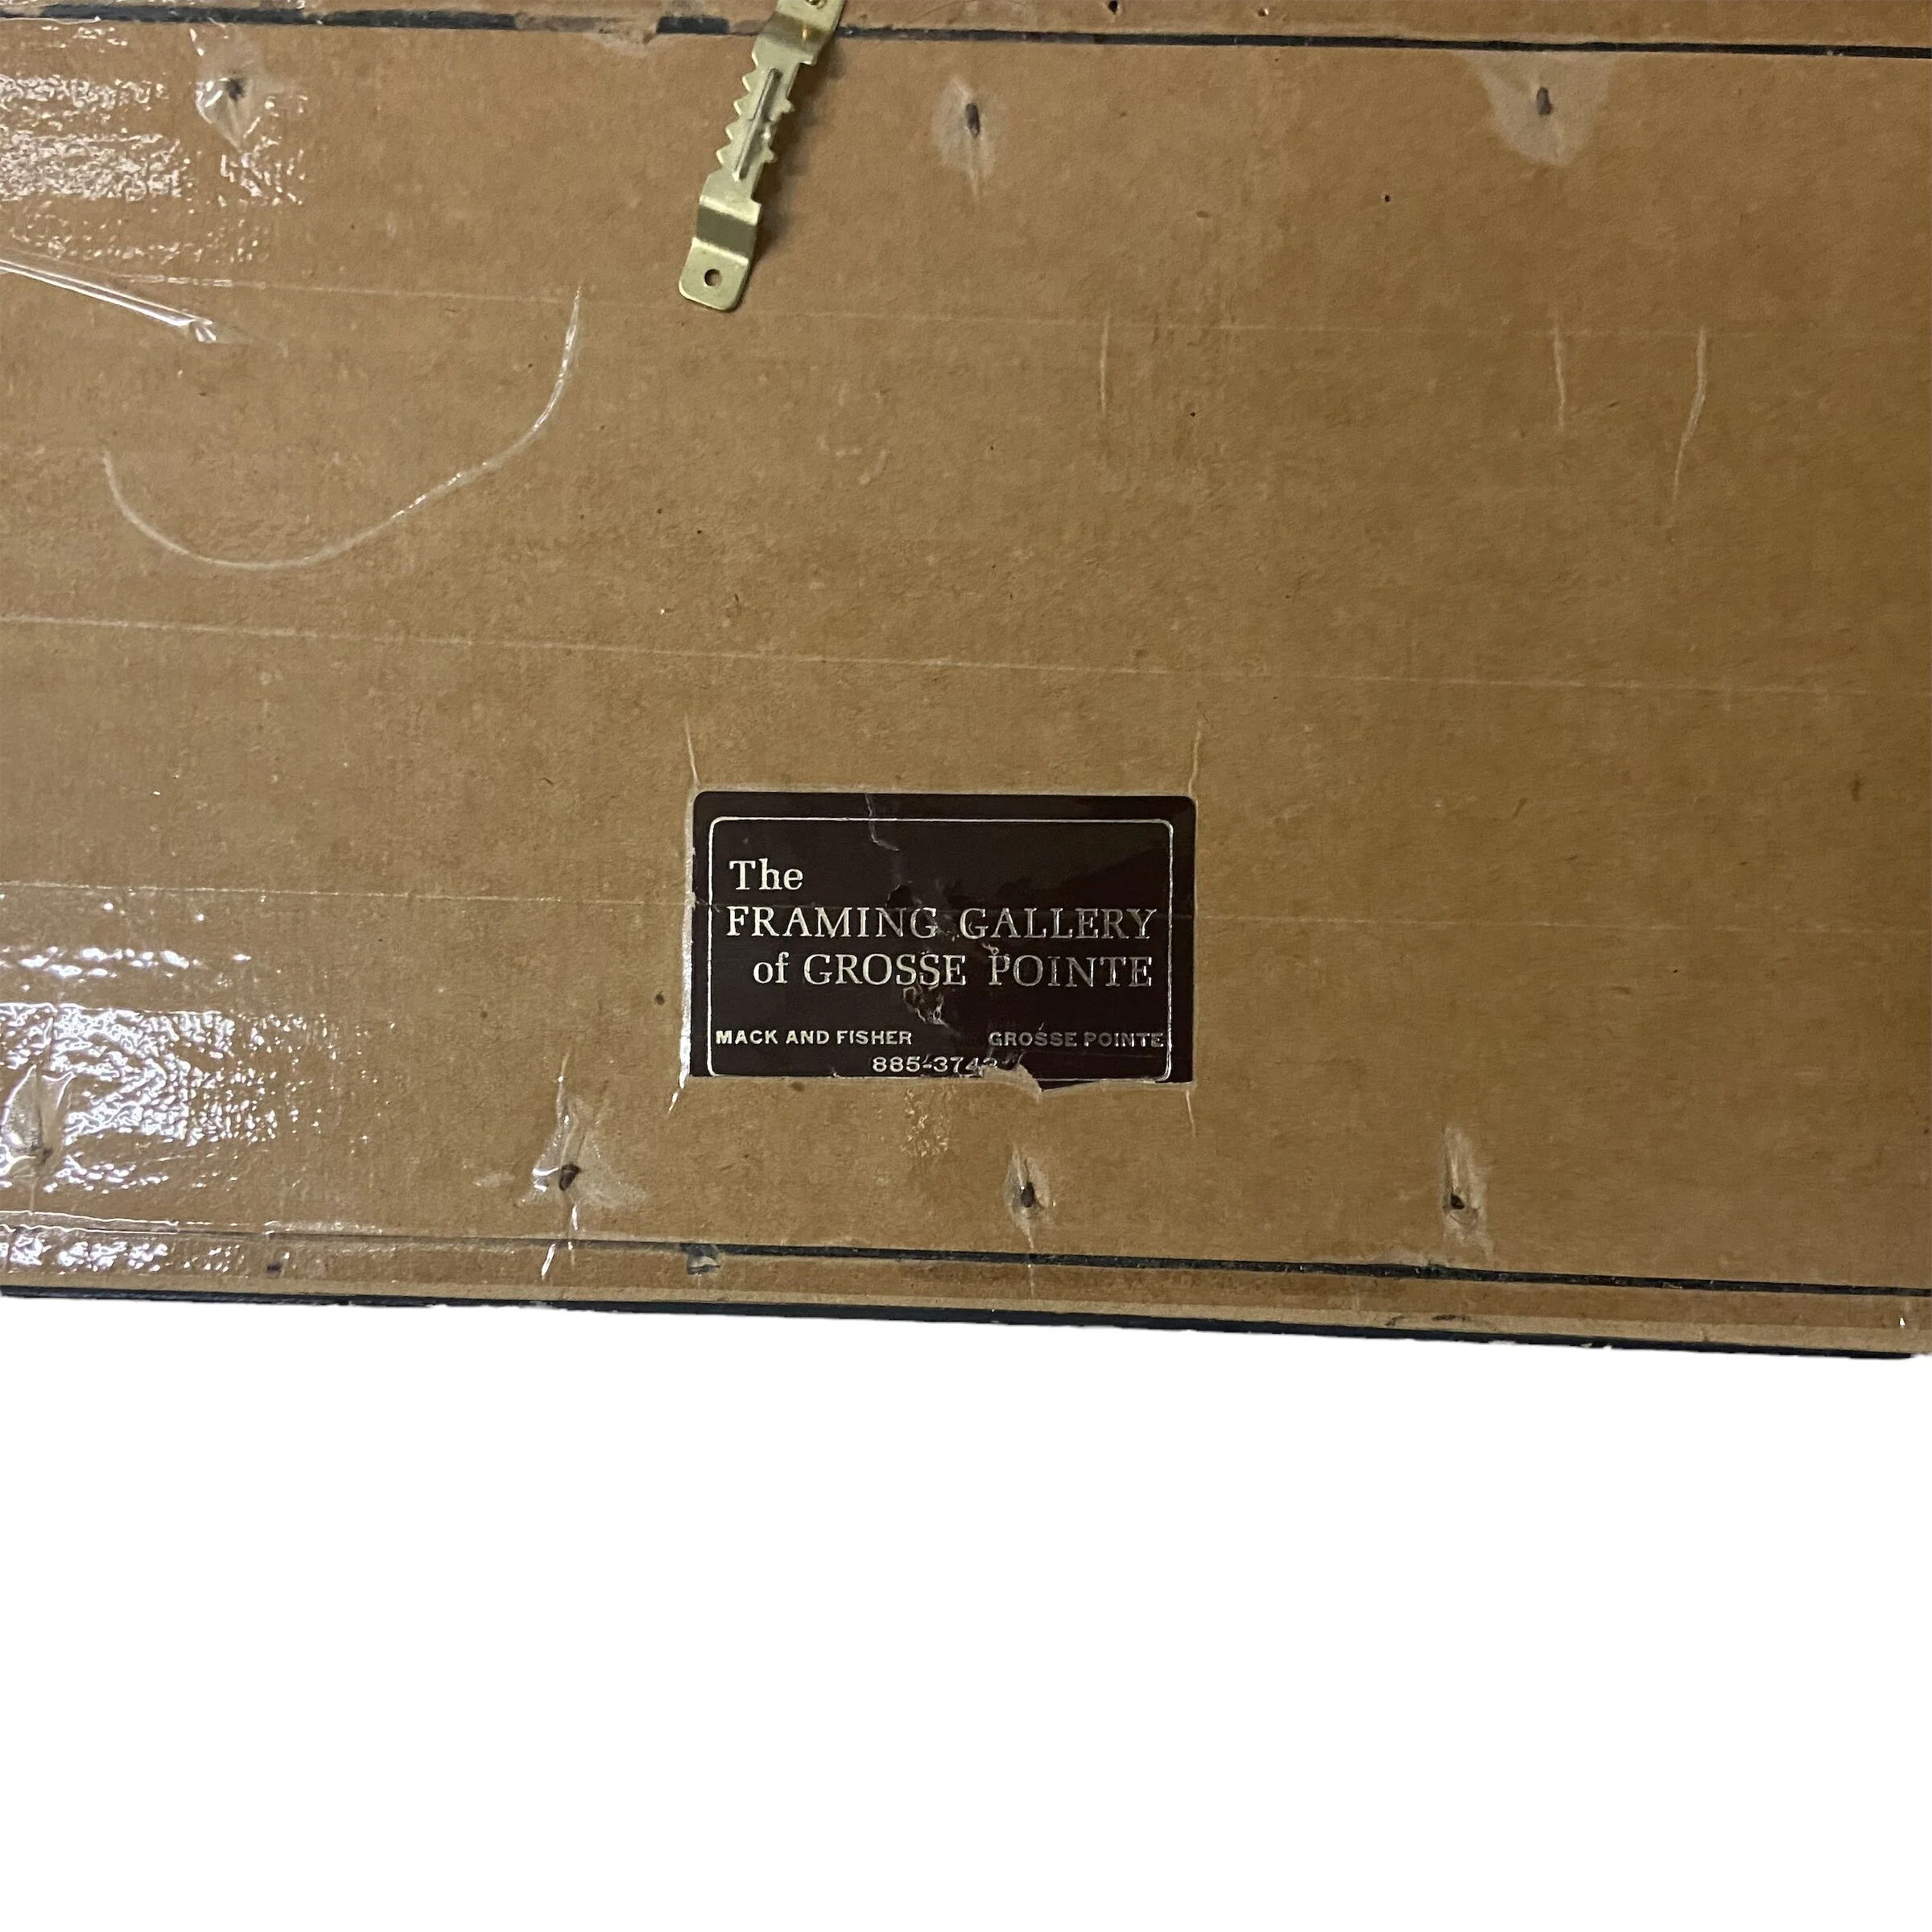 The
FRAMING GALLERY
of GROSSE POINTE
MACK AND FISHER GROSSE POINTE